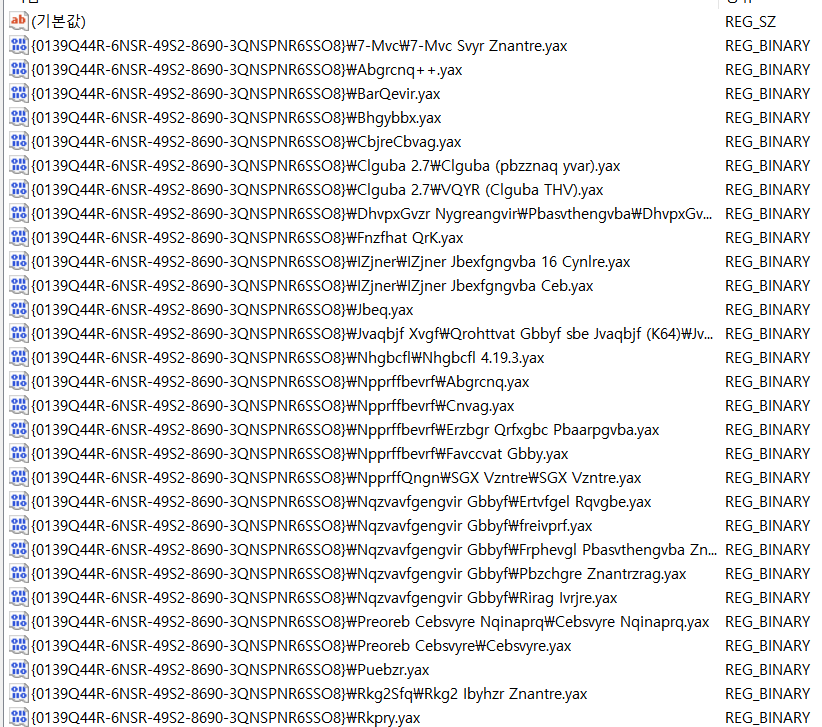 (기본값) REG_SZ
{0139Q44R-6NSR-49S2-8690-3QNSPNR6SSO8}₩7-Mvc₩7-Mvc Svyr Znantre.yax REG_BINARY
{0139Q44R-6NSR-49S2-8690-3QNSPNR6SSO8}₩Abgrcnq++.yax REG_BINARY
{0139Q44R-6NSR-49S2-8690-3QNSPNR6SSO8}₩BarQevir.yax REG_BINARY
{0139Q44R-6NSR-49S2-8690-3QNSPNR6SSO8}₩Bhgybbx.yax REG_BINARY
{0139Q44R-6NSR-49S2-8690-3QNSPNR6SSO8}₩CbjreCbvag.yax REG_BINARY
{0139Q44R-6NSR-49S2-8690-3QNSPNR6SSO8}₩Clguba 2.7₩Clguba (pbzznaq yvar).yax REG_BINARY
{0139Q44R-6NSR-49S2-8690-3QNSPNR6SSO8}₩Clguba 2.7₩VQYR (Clguba THV).yax REG_BINARY
{0139Q44R-6NSR-49S2-8690-3QNSPNR6SSO8}₩DhvpxGvzr Nygreangvir₩Pbasvthengvba₩DhvpxGv... REG_BINARY
{0139Q44R-6NSR-49S2-8690-3QNSPNR6SSO8}₩Fnzfhat QrK.yax REG_BINARY
{0139Q44R-6NSR-49S2-8690-3QNSPNR6SSO8}₩IZjner₩IZjner Jbexfgngvba 16 Cynlre.yax REG_BINARY
{0139Q44R-6NSR-49S2-8690-3QNSPNR6SSO8}₩IZjner₩IZjner Jbexfgngvba Ceb.yax REG_BINARY
{0139Q44R-6NSR-49S2-8690-3QNSPNR6SSO8}₩Jbeq.yax REG_BINARY
{0139Q44R-6NSR-49S2-8690-3QNSPNR6SSO8}₩Jvaqbjf Xvgf₩Qrohttvat Gbbyf sbe Jvaqbjf (K64)₩Jv... REG_BINARY
{0139Q44R-6NSR-49S2-8690-3QNSPNR6SSO8}₩Nhgbcfl₩Nhgbcfl 4.19.3.yax REG_BINARY
{0139Q44R-6NSR-49S2-8690-3QNSPNR6SSO8}₩Npprffbevrf₩Abgrcnq.yax REG_BINARY
{0139Q44R-6NSR-49S2-8690-3QNSPNR6SSO8}₩Npprffbevrf₩Cnvag.yax REG_BINARY
{0139Q44R-6NSR-49S2-8690-3QNSPNR6SSO8}₩Npprffbevrf₩Erzbgr Qrfxgbc Pbaarpgvba.yax REG_BINARY
{0139Q44R-6NSR-49S2-8690-3QNSPNR6SSO8}₩Npprffbevrf₩Favccvat Gbby.yax REG_BINARY
{0139Q44R-6NSR-49S2-8690-3QNSPNR6SSO8}₩NpprffQngn₩SGX Vzntre₩SGX Vzntre.yax REG_BINARY
{0139Q44R-6NSR-49S2-8690-3QNSPNR6SSO8}₩Nqzvavfgengvir Gbbyf₩Ertvfgel Rqvgbe.yax REG_BINARY
{0139Q44R-6NSR-49S2-8690-3QNSPNR6SSO8}₩Nqzvavfgengvir Gbbyf₩freivprf.yax REG_BINARY
{0139Q44R-6NSR-49S2-8690-3QNSPNR6SSO8}₩Nqzvavfgengvir Gbbyf₩Frphevgl Pbasvthengvba Zn... REG_BINARY
{0139Q44R-6NSR-49S2-8690-3QNSPNR6SSO8}₩Nqzvavfgengvir Gbbyf₩Pbzchgre Znantrzrag.yax REG_BINARY
{0139Q44R-6NSR-49S2-8690-3QNSPNR6SSO8}₩Nqzvavfgengvir Gbbyf₩Rirag Ivrjre.yax REG_BINARY
{0139Q44R-6NSR-49S2-8690-3QNSPNR6SSO8}₩Preoreb Cebsvyre Nqinaprq₩Cebsvyre Nqinaprq.yax REG_BINARY
{0139Q44R-6NSR-49S2-8690-3QNSPNR6SSO8}₩Preoreb Cebsvyre₩Cebsvyre.yax REG_BINARY
{0139Q44R-6NSR-49S2-8690-3QNSPNR6SSO8}₩Puebzr.yax REG_BINARY
{0139Q44R-6NSR-49S2-8690-3QNSPNR6SSO8}₩Rkg2Sfq₩Rkg2 Ibyhzr Znantre.yax REG_BINARY
{0139Q44R-6NSR-49S2-8690-3QNSPNR6SSO8}₩Rkpry.yax REG_BINARY